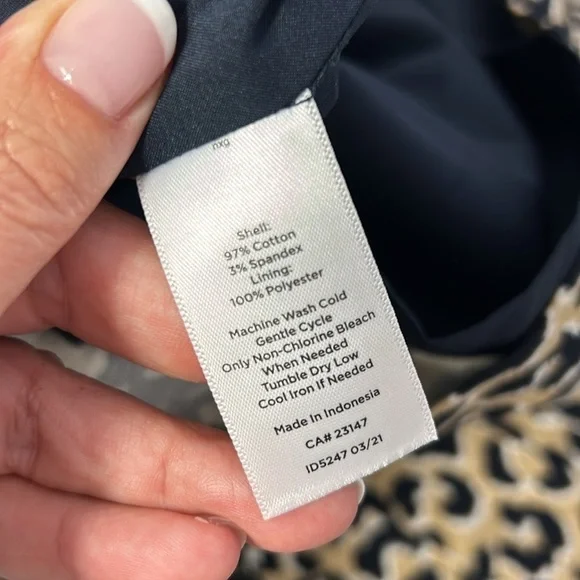 nxg
Shell:
97% Cotton
3% Spandex
Lining:
100% Polyester
Machine Wash Cold
Gentle Cycle
Only Non-Chlorine Bleach
When Needed
Tumble Dry Low
Cool Iron If Needed
Made In Indonesia
CA# 23147
ID5247 03/21